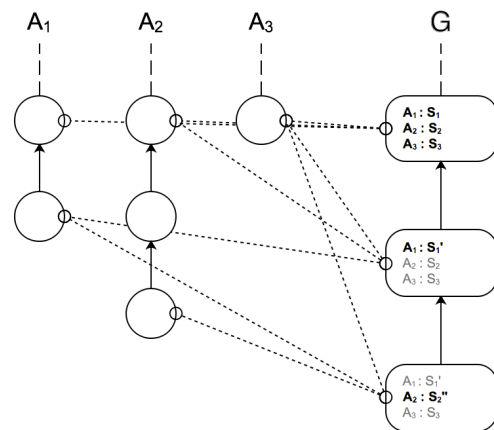 A₁ A₂ A₃ G
A₁ : S₁
A₂ : S₂
A₃ : S₃
A₁ : S₁'
A₂ : S₂
A₃ : S₃
A₁ : S₁'
A₂ : S₂''
A₃ : S₃